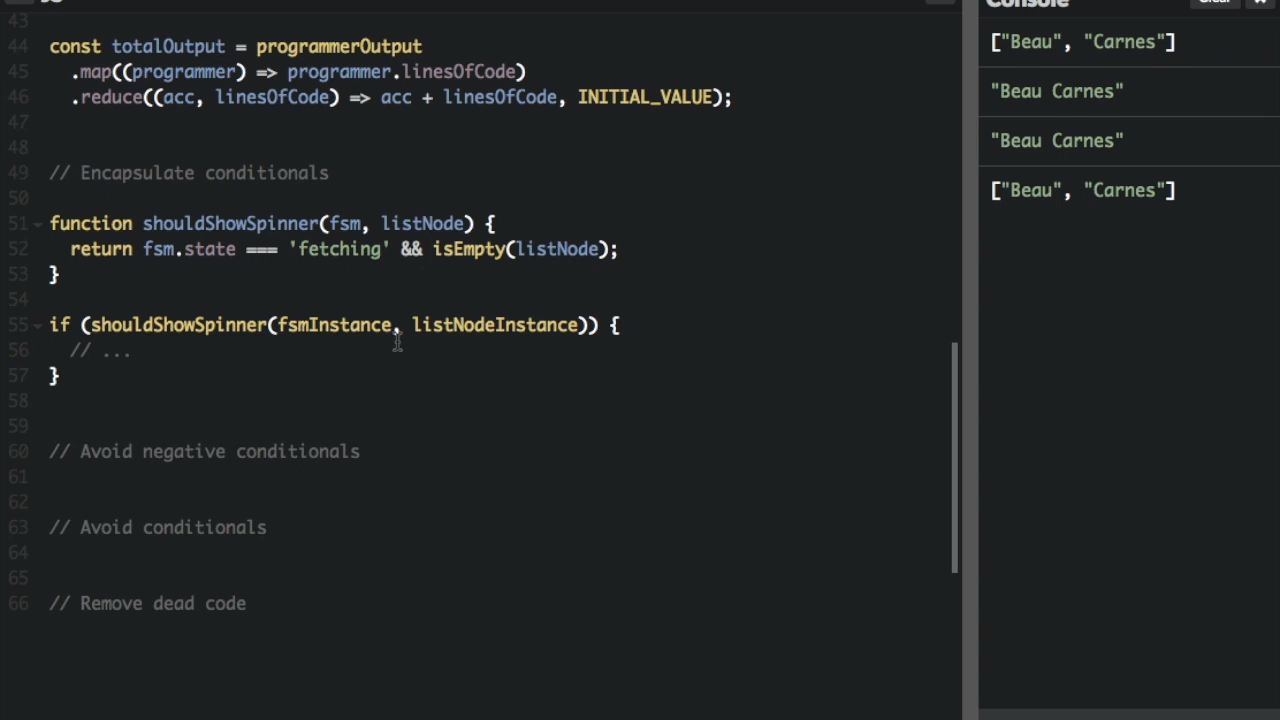 Console
Clear
43
44 const totalOutput = programmerOutput
45 .map((programmer) => programmer.linesOfCode)
46 .reduce((acc, linesOfCode) => acc + linesOfCode, INITIAL_VALUE);
47
48
49 // Encapsulate conditionals
50
51 function shouldShowSpinner(fsm, listNode) {
52 return fsm.state === 'fetching' && isEmpty(listNode);
53 }
54
55 if (shouldShowSpinner(fsmInstance, listNodeInstance)) {
56 // ...
57 }
58
59
60 // Avoid negative conditionals
61
62
63 // Avoid conditionals
64
65
66 // Remove dead code
["Beau", "Carnes"]
"Beau Carnes"
"Beau Carnes"
["Beau", "Carnes"]